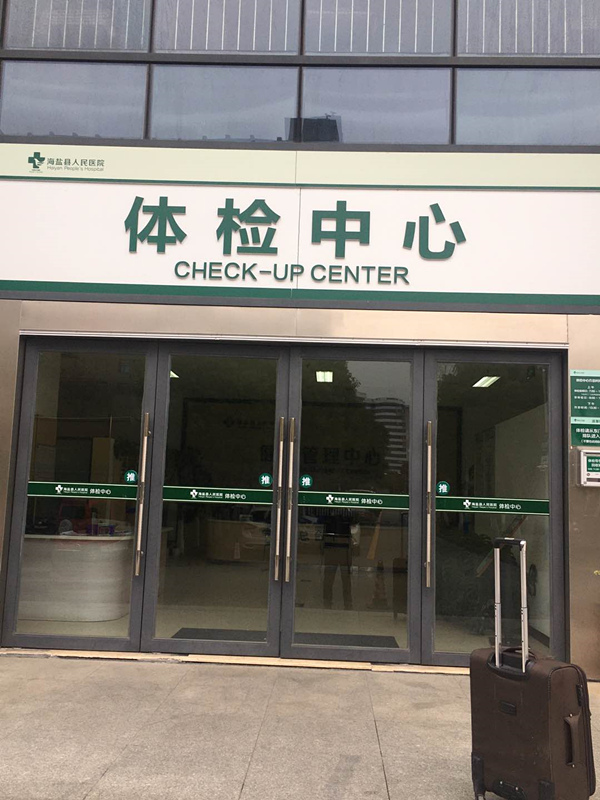 海盐县人民医院
Haiyan People's Hospital
体检中心
CHECK-UP CENTER
推
推
推
推
海盐县人民医院 体检中心
海盐县人民医院 体检中心
海盐县人民医院 体检中心
海盐县人民医院 体检中心